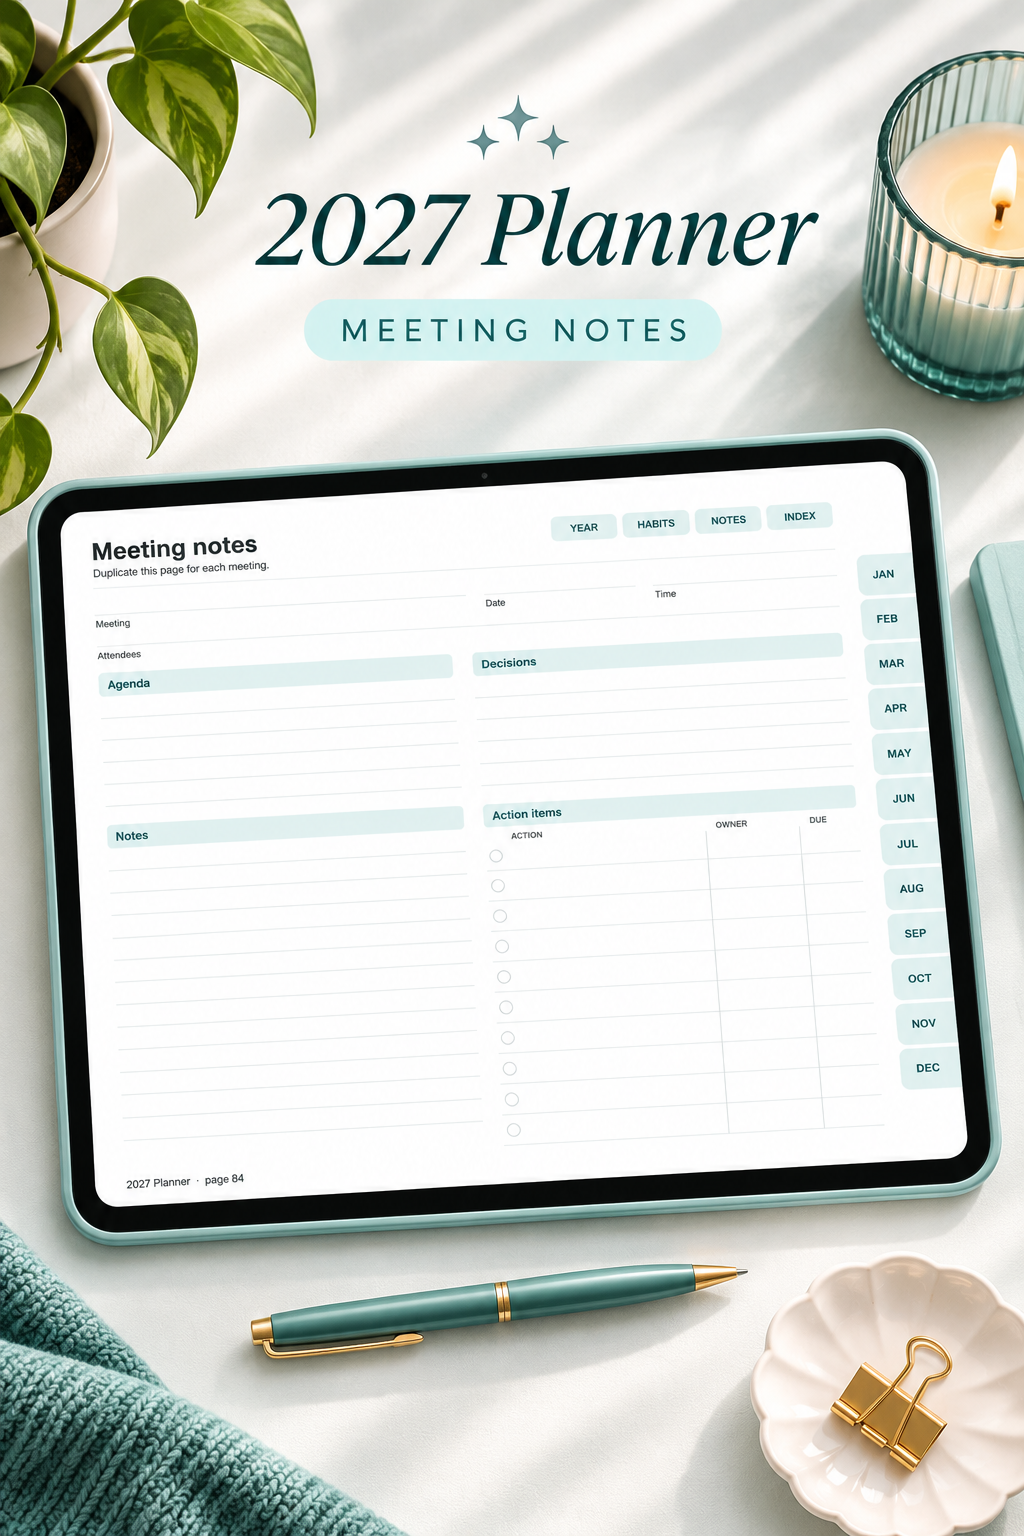 2027 Planner
MEETING NOTES
Meeting notes
Duplicate this page for each meeting.
YEAR
HABITS
NOTES
INDEX
Meeting
Date
Time
Attendees
Agenda
Decisions
Notes
Action items
ACTION
OWNER
DUE
JAN
FEB
MAR
APR
MAY
JUN
JUL
AUG
SEP
OCT
NOV
DEC
2027 Planner · page 84